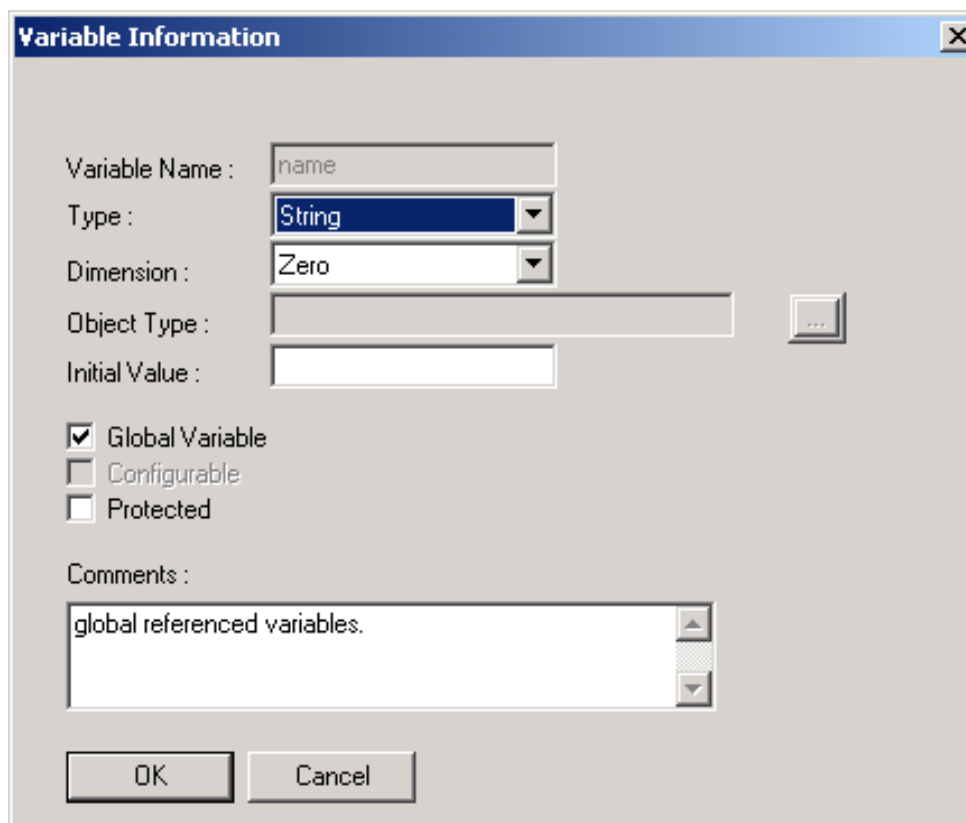 Variable Information
Variable Name : name
Type : String
Dimension : Zero
Object Type : ...
Initial Value :
Global Variable
Configurable
Protected
Comments :
global referenced variables.
OK Cancel